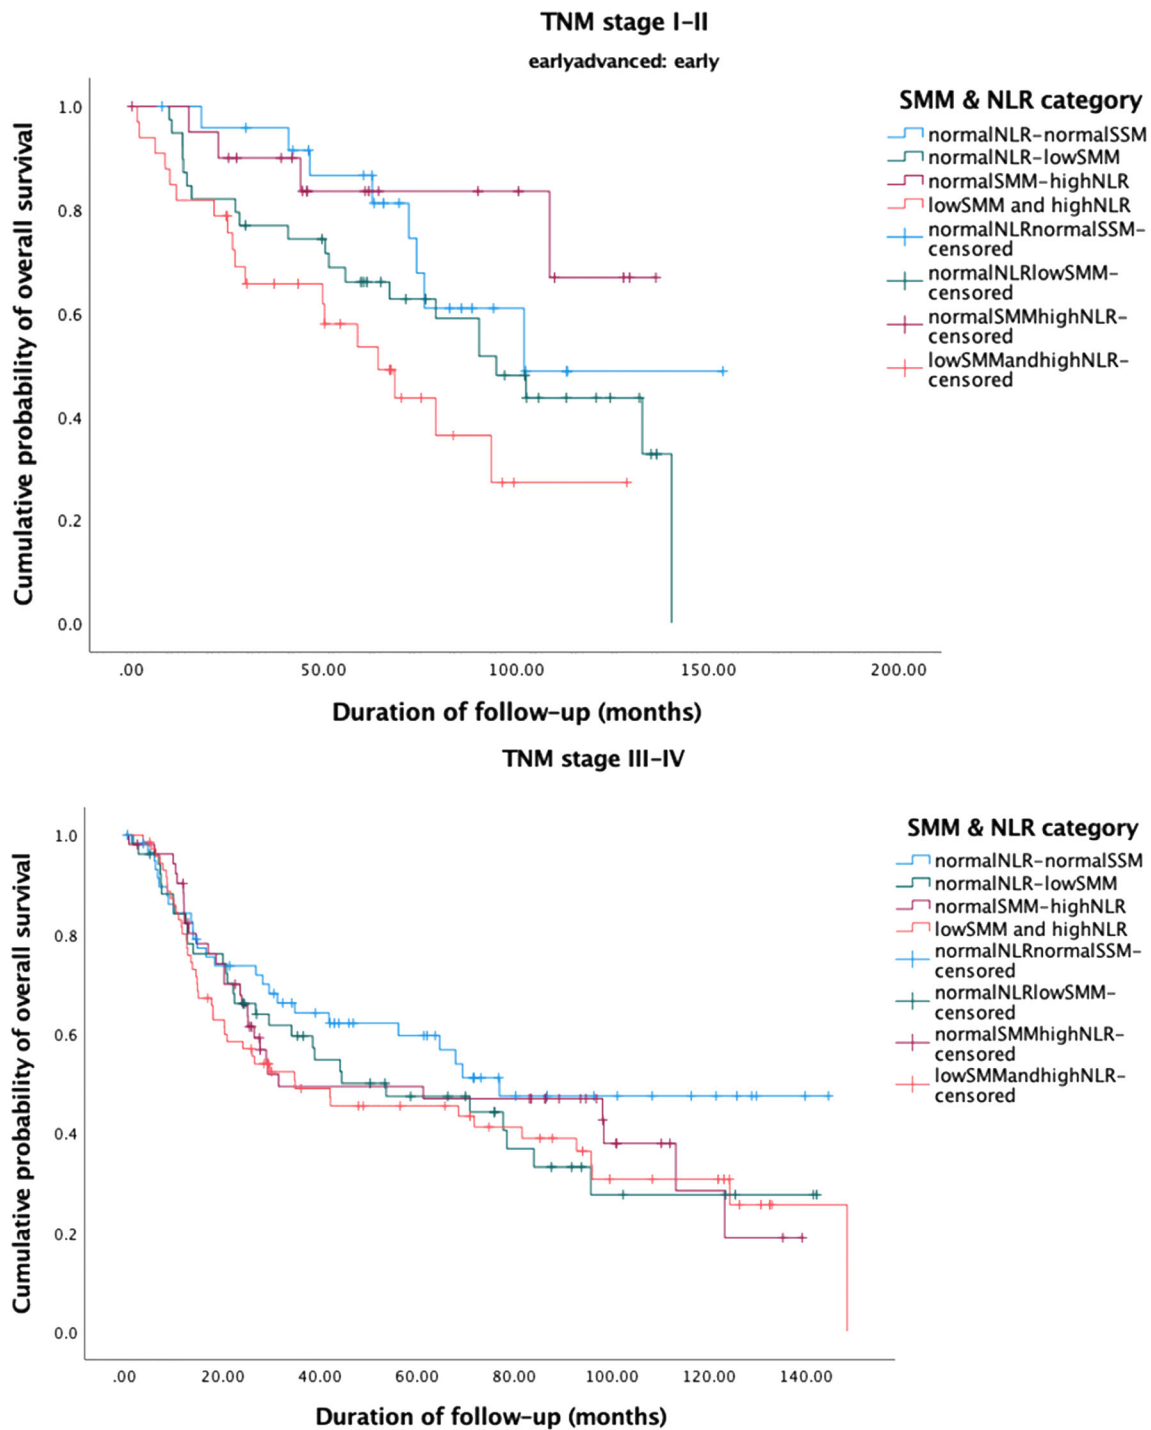 TNM stage I-II
earlyadvanced: early
Cumulative probability of overall survival
1.0
0.8
0.6
0.4
0.2
0.0
.00 50.00 100.00 150.00 200.00
Duration of follow-up (months)
SMM & NLR category
normalNLR-normalSSM
normalNLR-lowSMM
normalSMM-highNLR
lowSMM and highNLR
normalNLRnormalSSM-
censored
normalNLRlowSMM-
censored
normalSMMhighNLR-
censored
lowSMMandhighNLR-
censored
TNM stage III-IV
Cumulative probability of overall survival
1.0
0.8
0.6
0.4
0.2
0.0
.00 20.00 40.00 60.00 80.00 100.00 120.00 140.00
Duration of follow-up (months)
SMM & NLR category
normalNLR-normalSSM
normalNLR-lowSMM
normalSMM-highNLR
lowSMM and highNLR
normalNLRnormalSSM-
censored
normalNLRlowSMM-
censored
normalSMMhighNLR-
censored
lowSMMandhighNLR-
censored